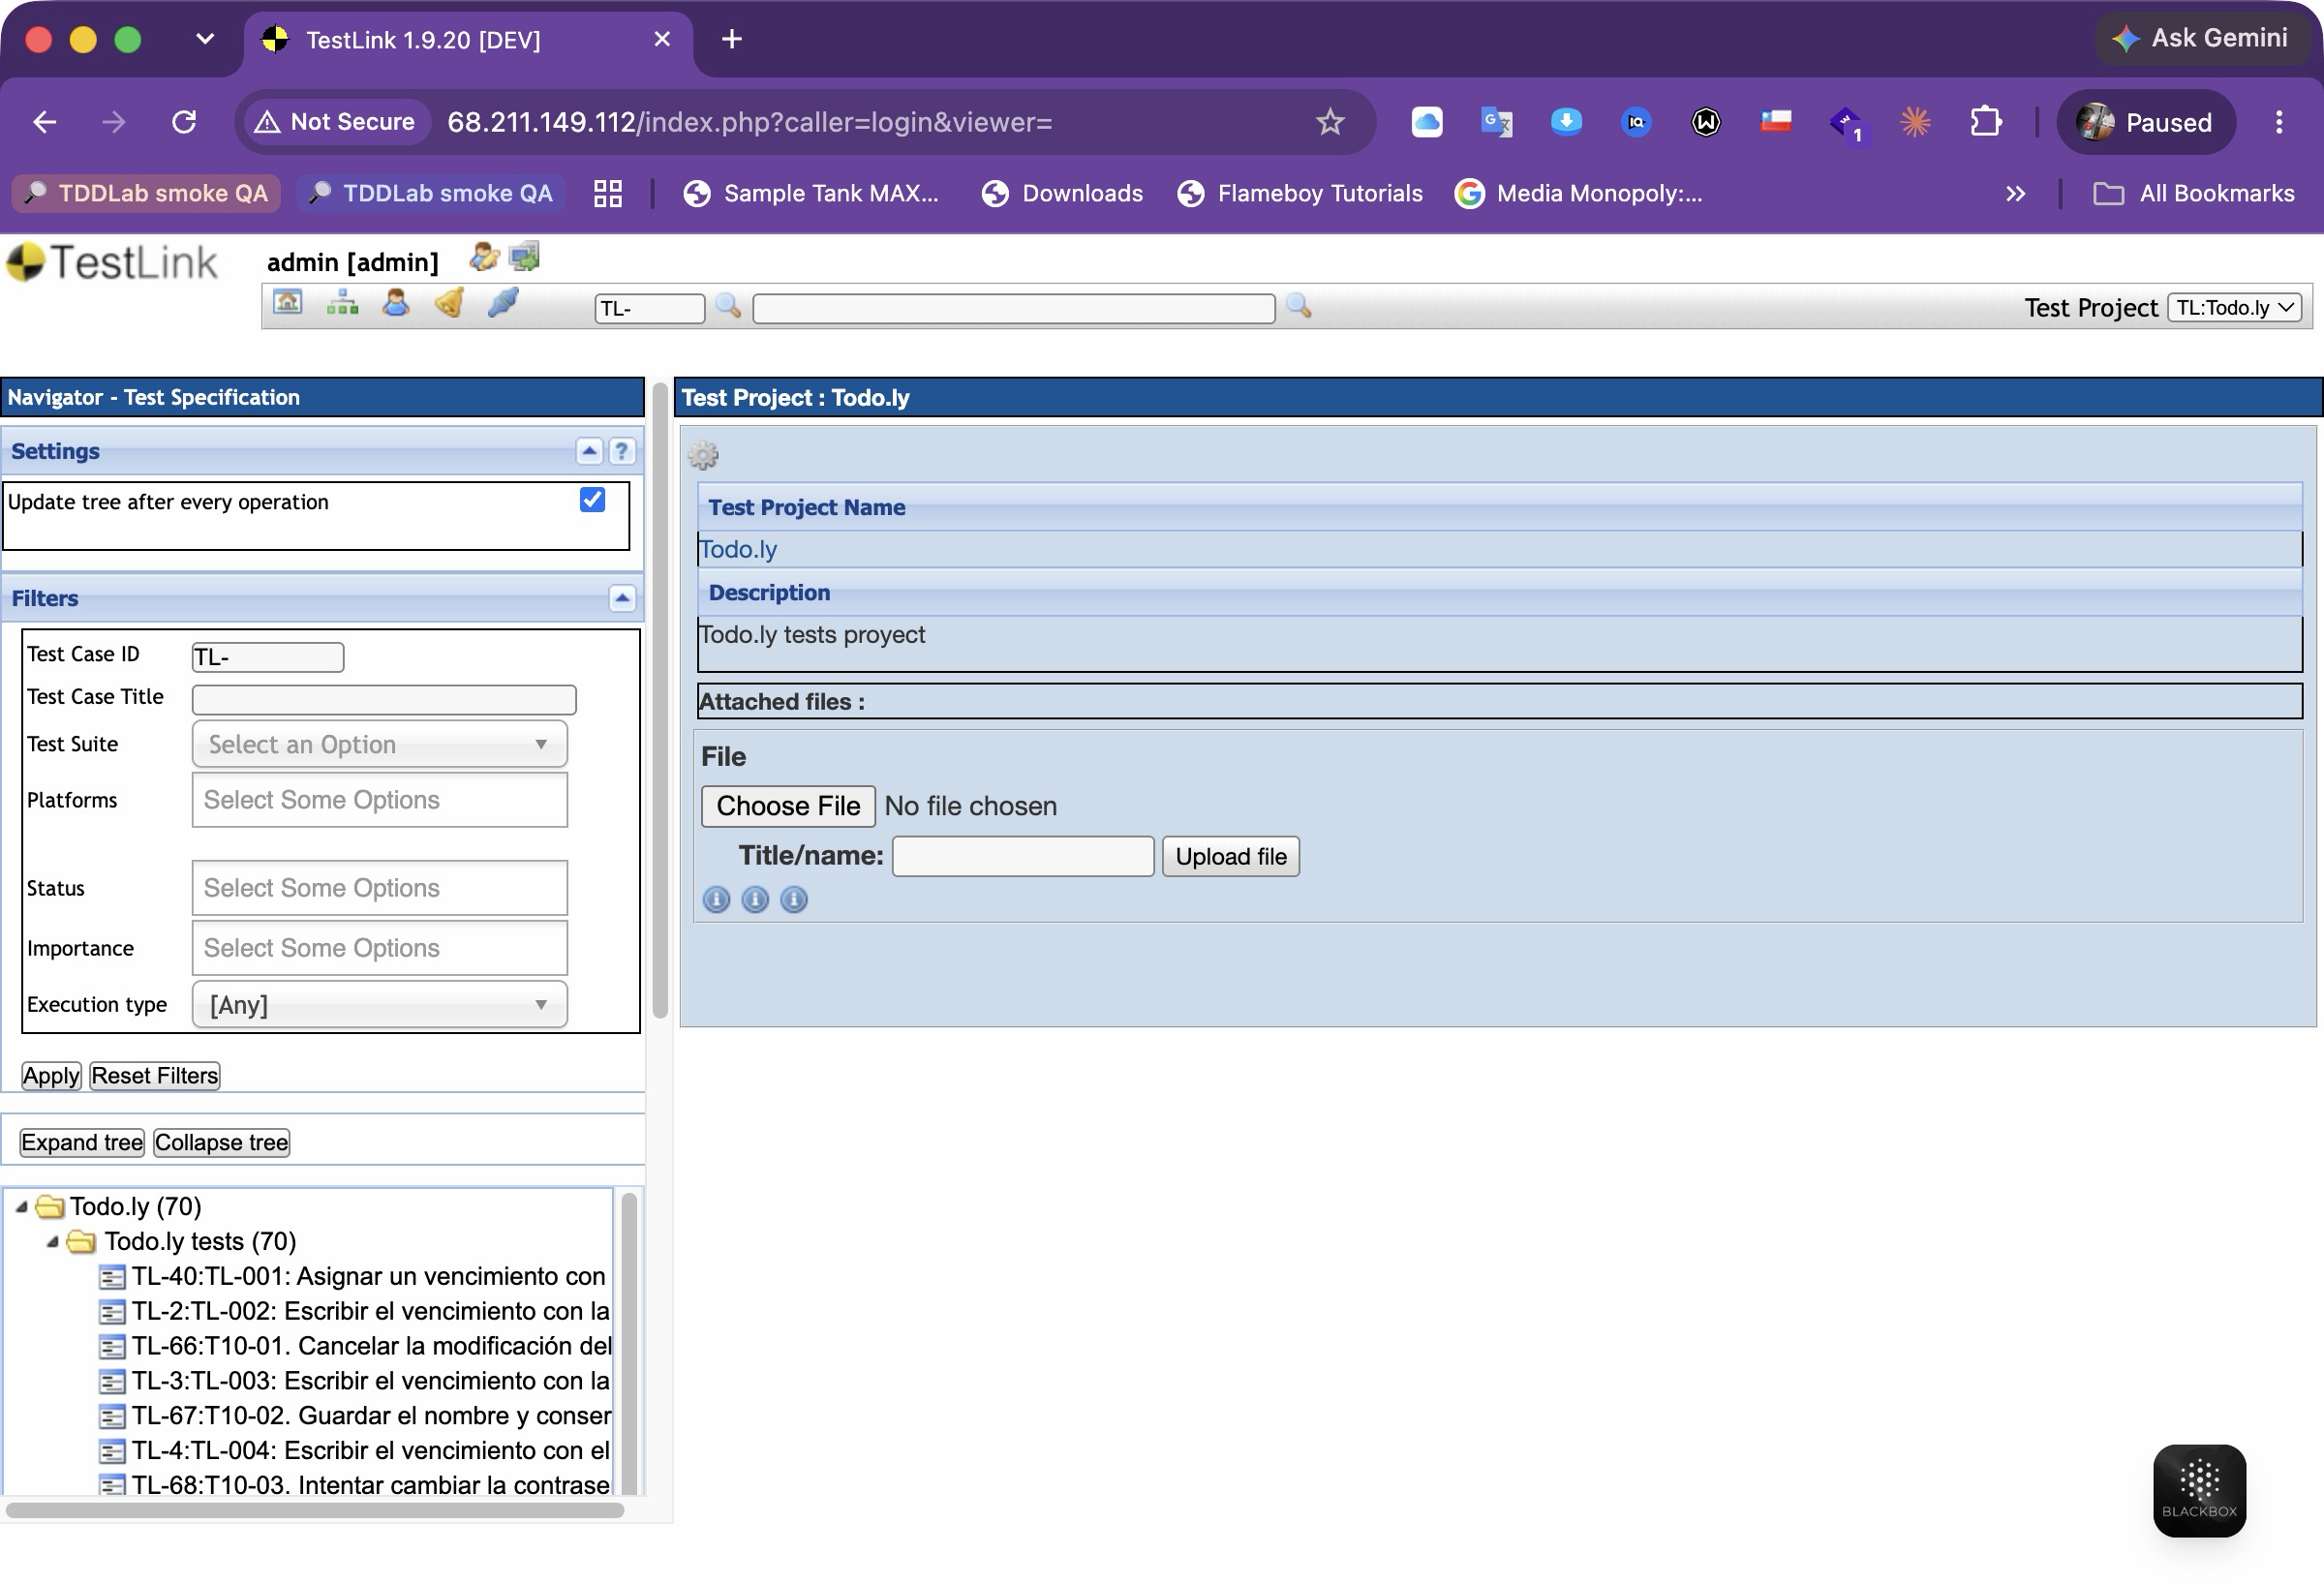 TestLink 1.9.20 [DEV]
Ask Gemini
Not Secure
68.211.149.112/index.php?caller=login&viewer=
1
Paused
TDDLab smoke QA
TDDLab smoke QA
Sample Tank MAX...
Downloads
Flameboy Tutorials
Media Monopoly:...
All Bookmarks
TestLink
admin [admin]
TL-
Test Project
TL:Todo.ly
Navigator - Test Specification
Settings
?
Update tree after every operation
Filters
Test Case ID
TL-
Test Case Title
Test Suite
Select an Option
Platforms
Select Some Options
Status
Select Some Options
Importance
Select Some Options
Execution type
[Any]
Apply
Reset Filters
Expand tree
Collapse tree
Todo.ly (70)
Todo.ly tests (70)
TL-40:TL-001: Asignar un vencimiento con
TL-2:TL-002: Escribir el vencimiento con la
TL-66:T10-01. Cancelar la modificación del
TL-3:TL-003: Escribir el vencimiento con la
TL-67:T10-02. Guardar el nombre y conser
TL-4:TL-004: Escribir el vencimiento con el
TL-68:T10-03. Intentar cambiar la contrase
Test Project : Todo.ly
Test Project Name
Todo.ly
Description
Todo.ly tests proyect
Attached files :
File
Choose File
No file chosen
Title/name:
Upload file
BLACKBOX